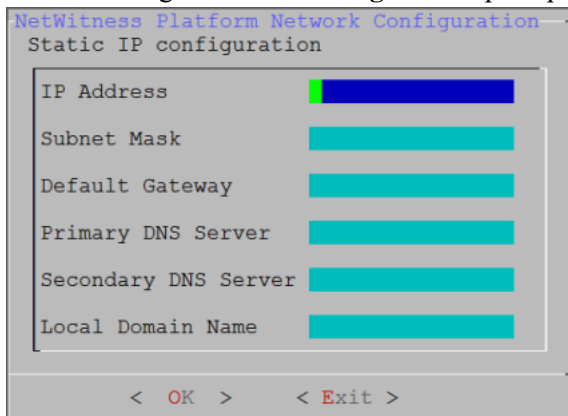 NetWitness Platform Network Configuration
Static IP configuration
IP Address
Subnet Mask
Default Gateway
Primary DNS Server
Secondary DNS Server
Local Domain Name
< OK > < Exit >